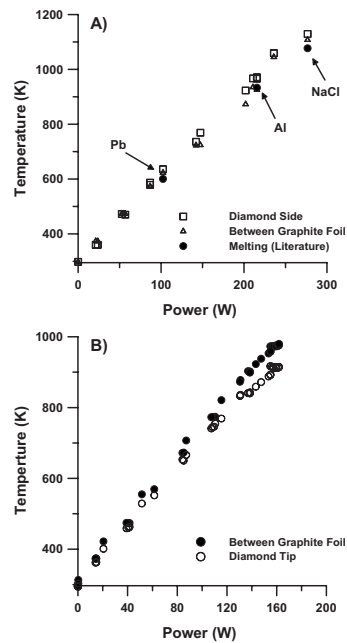 A)
1200
1000
800
600
400
Temperature (K)
Pb
Al
NaCl
Diamond Side
Between Graphite Foil
Melting (Literature)
0
100
200
300
Power (W)
B)
1000
800
600
400
Temperture (K)
Between Graphite Foil
Diamond Tip
0
40
80
120
160
200
Power (W)